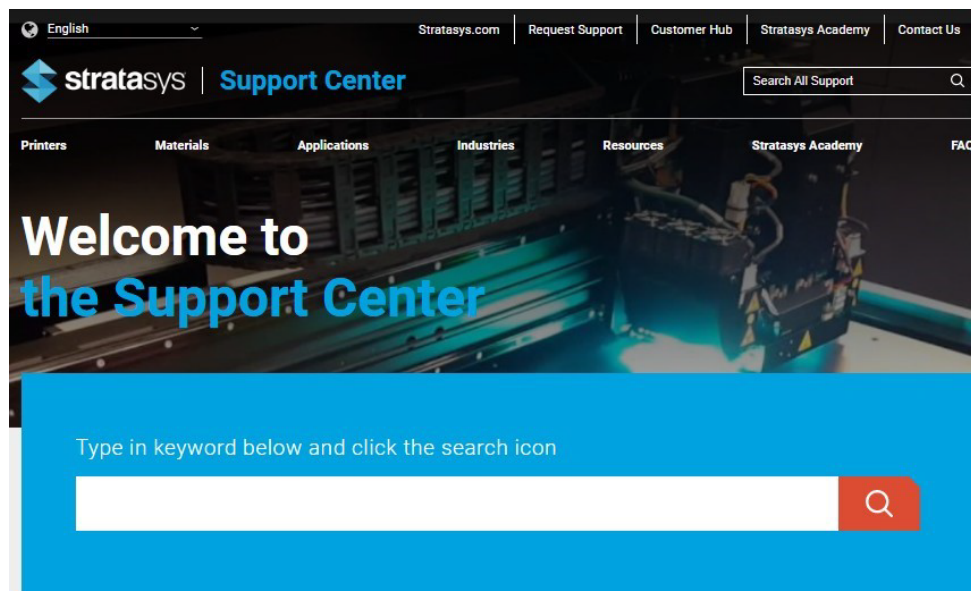 English
Stratasys.com Request Support Customer Hub Stratasys Academy Contact Us
stratasys Support Center
Search All Support
Printers Materials Applications Industries Resources Stratasys Academy FAQ
Welcome to
the Support Center
Type in keyword below and click the search icon